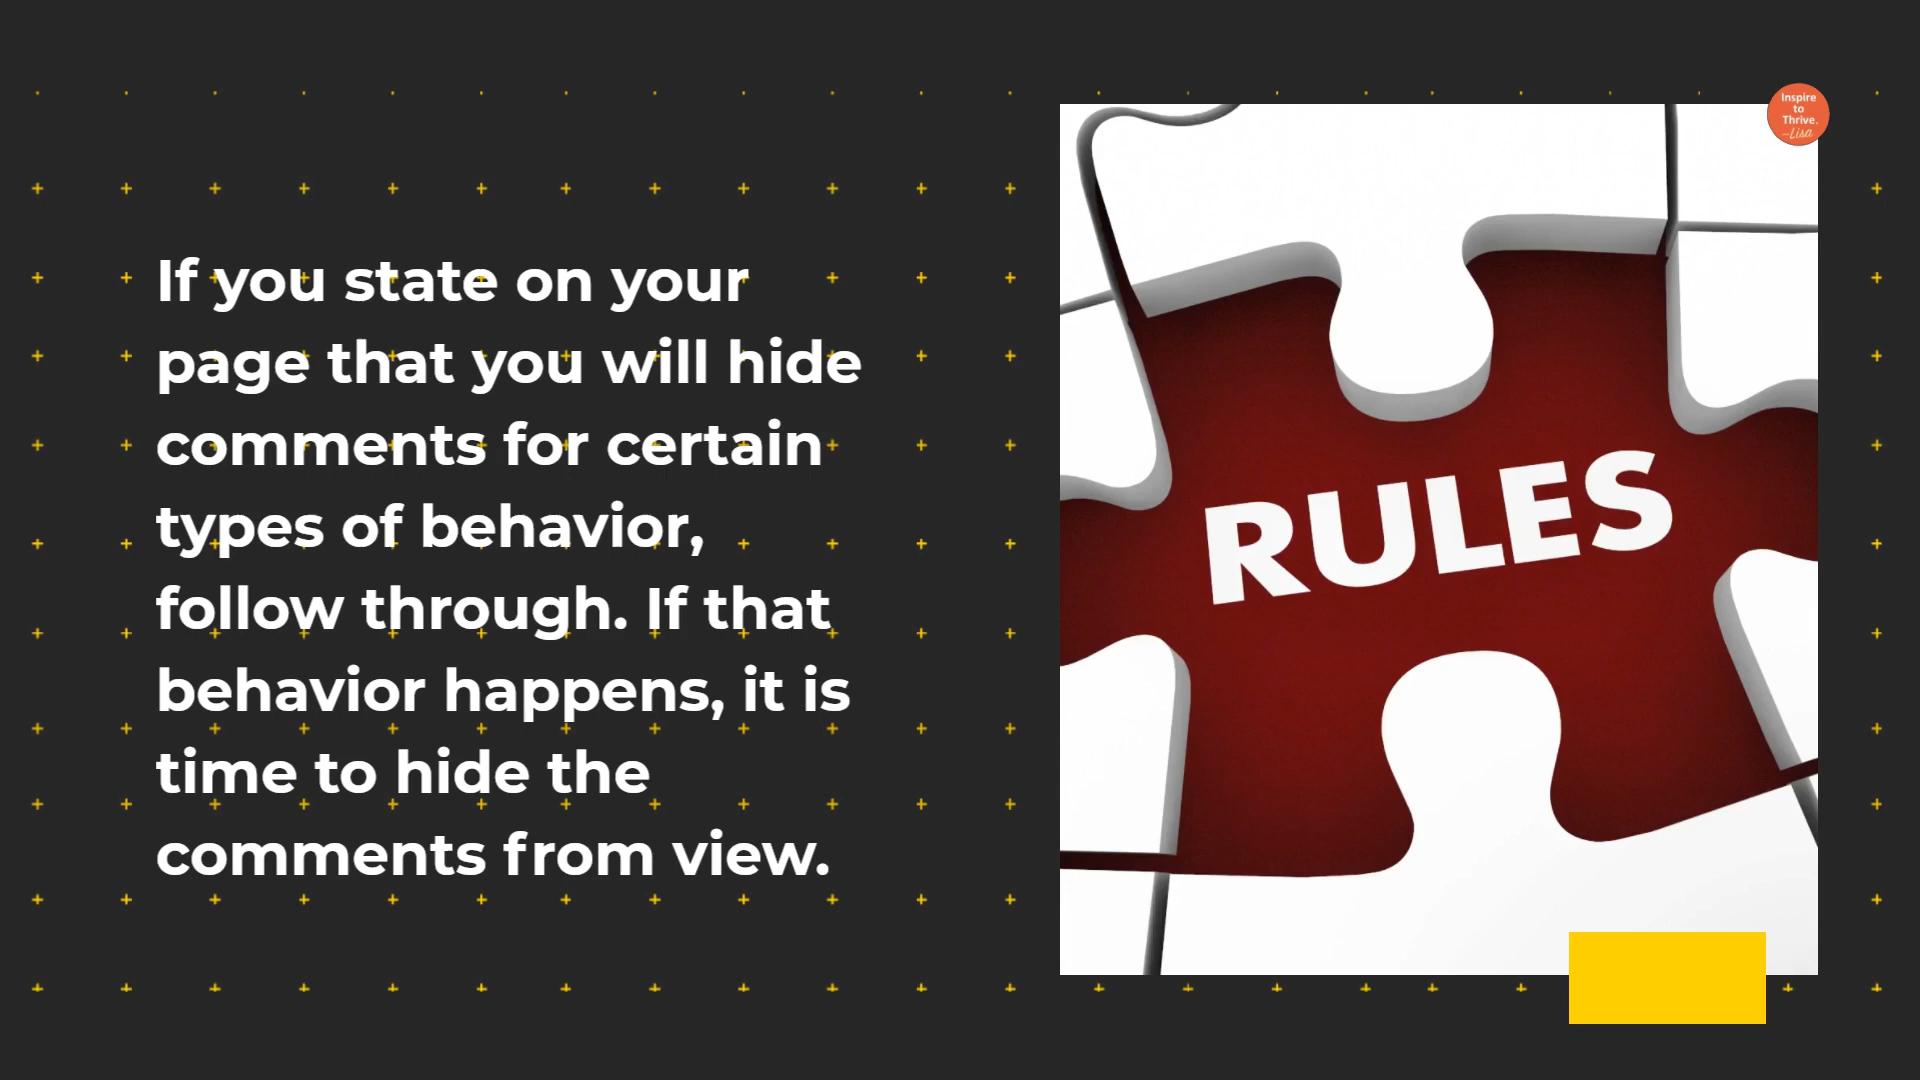 If you state on your
page that you will hide
comments for certain
types of behavior,
follow through. If that
behavior happens, it is
time to hide the
comments from view.
RULES
Inspire
to
Thrive.
–Lisa